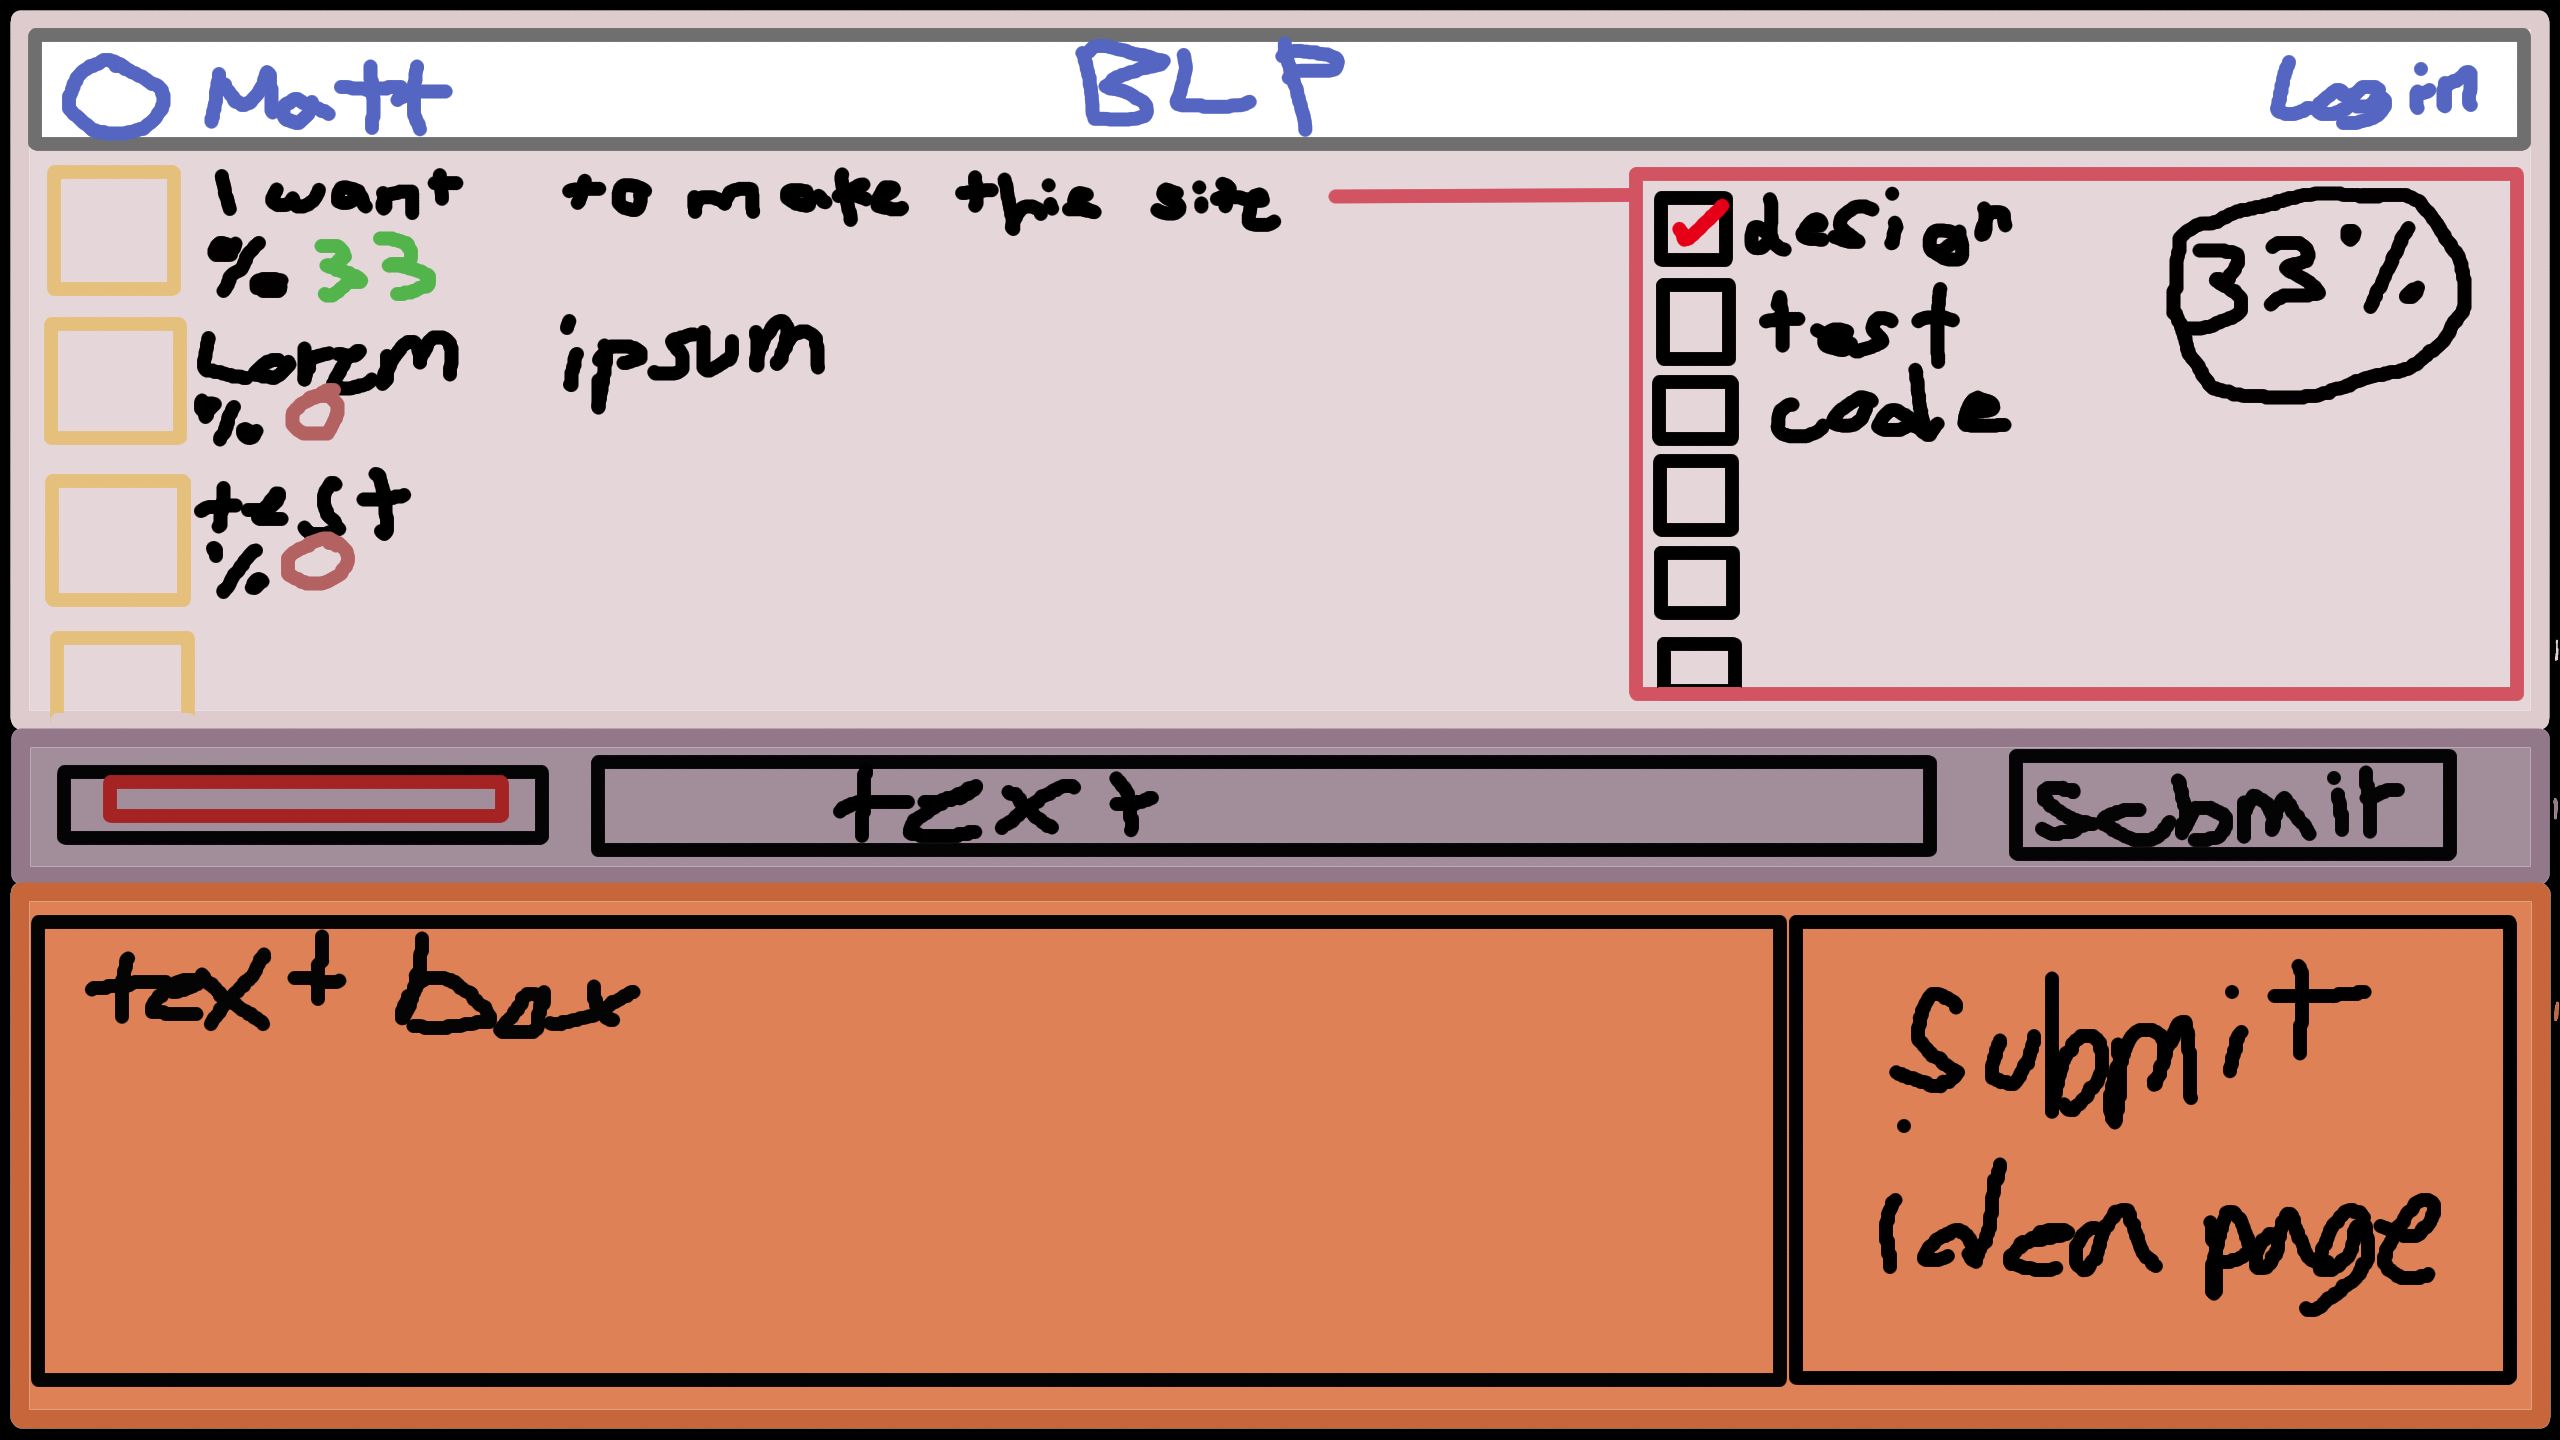 Matt BLP Login
I want to make this site
% 33
Lorem ipsum
% 0
test
% 0
design
test
code
33%
text
submit
text box
submit
idea page